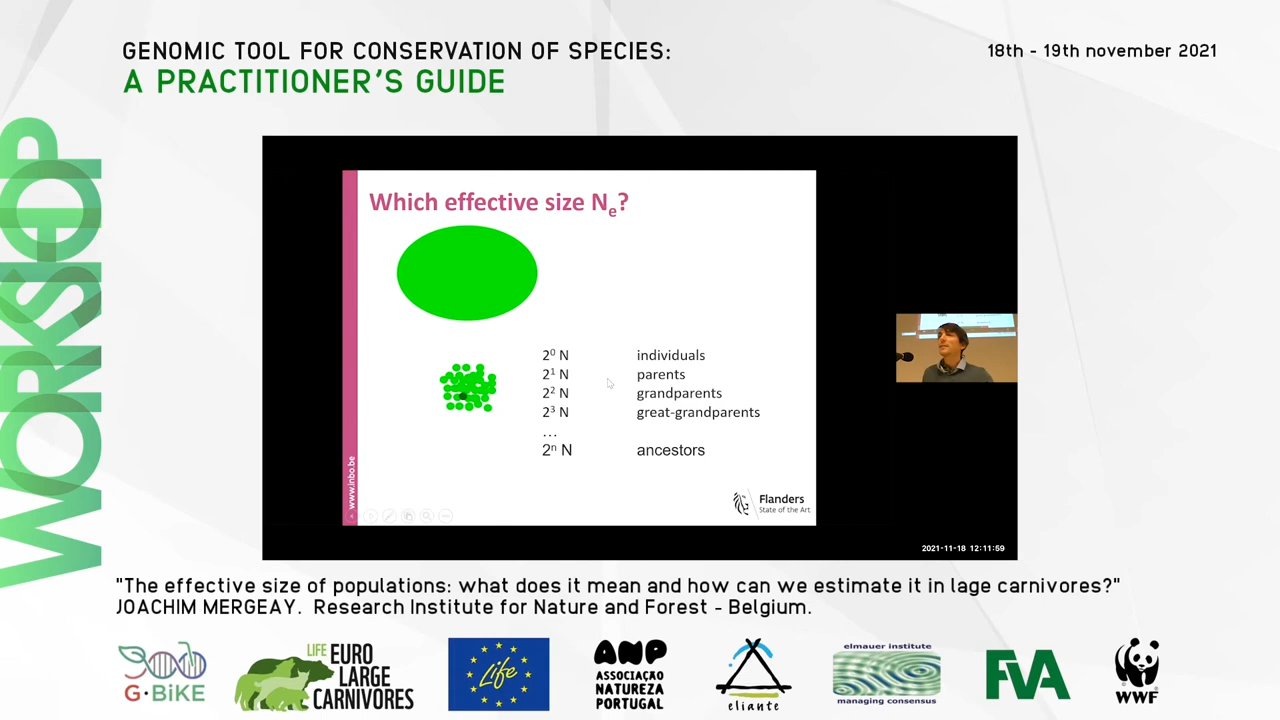 GENOMIC TOOL FOR CONSERVATION OF SPECIES:
A PRACTITIONER'S GUIDE
18th - 19th november 2021
WORKSHOP
Which effective size Ne?
2⁰ N individuals
2¹ N parents
2² N grandparents
2³ N great-grandparents
...
2ⁿ N ancestors
www.inbo.be
Flanders
State of the Art
2021-11-18 12:11:59
"The effective size of populations: what does it mean and how can we estimate it in lage carnivores?"
JOACHIM MERGEAY. Research Institute for Nature and Forest - Belgium.
G·BiKE
LIFE EURO
LARGE
CARNIVORES
Life
ANP
ASSOCIAÇÃO
NATUREZA
PORTUGAL
eliante
elmauer institute
managing consensus
FVA
WWF